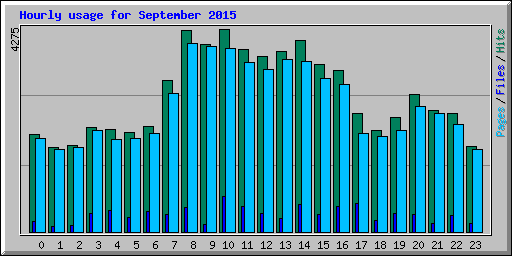 Hourly usage for September 2015
4275
Pages / Files / Hits
0 1 2 3 4 5 6 7 8 9 10 11 12 13 14 15 16 17 18 19 20 21 22 23